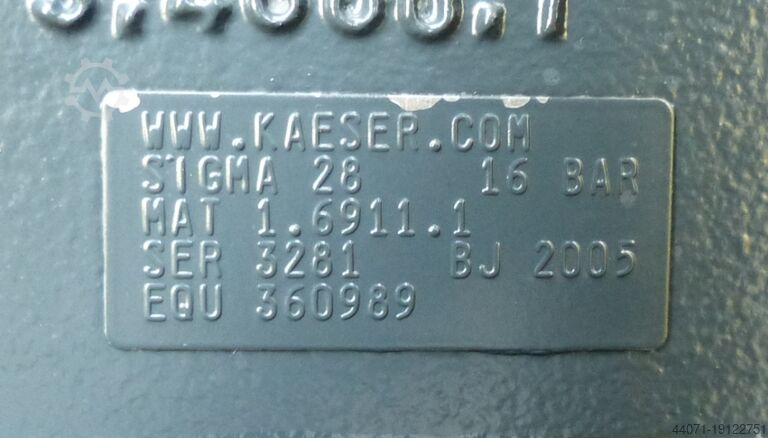 WWW.KAESER.COM
SIGMA 28 16 BAR
MAT 1.6911.1
SER 3281 BJ 2005
EQU 360989
44071-19122751